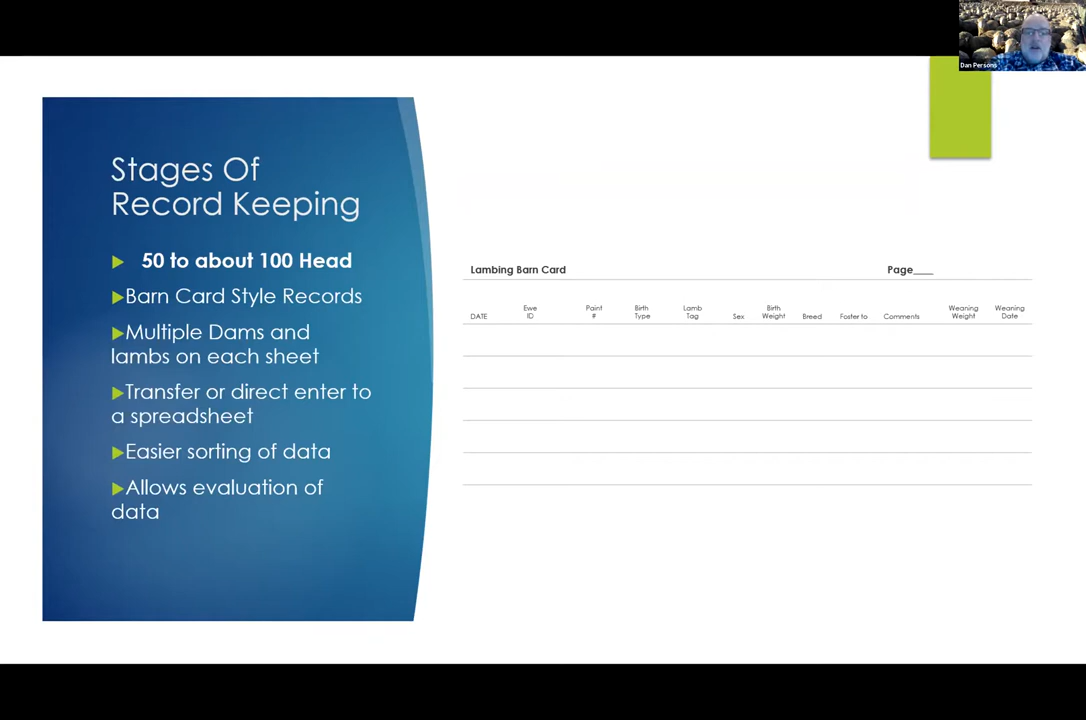 Dan Persons
Stages Of
Record Keeping
50 to about 100 Head
Barn Card Style Records
Multiple Dams and
lambs on each sheet
Transfer or direct enter to
a spreadsheet
Easier sorting of data
Allows evaluation of
data
Lambing Barn Card Page____
DATE Ewe ID Paint # Birth Type Lamb Tag Sex Birth Weight Breed Foster to Comments Weaning Weight Weaning Date